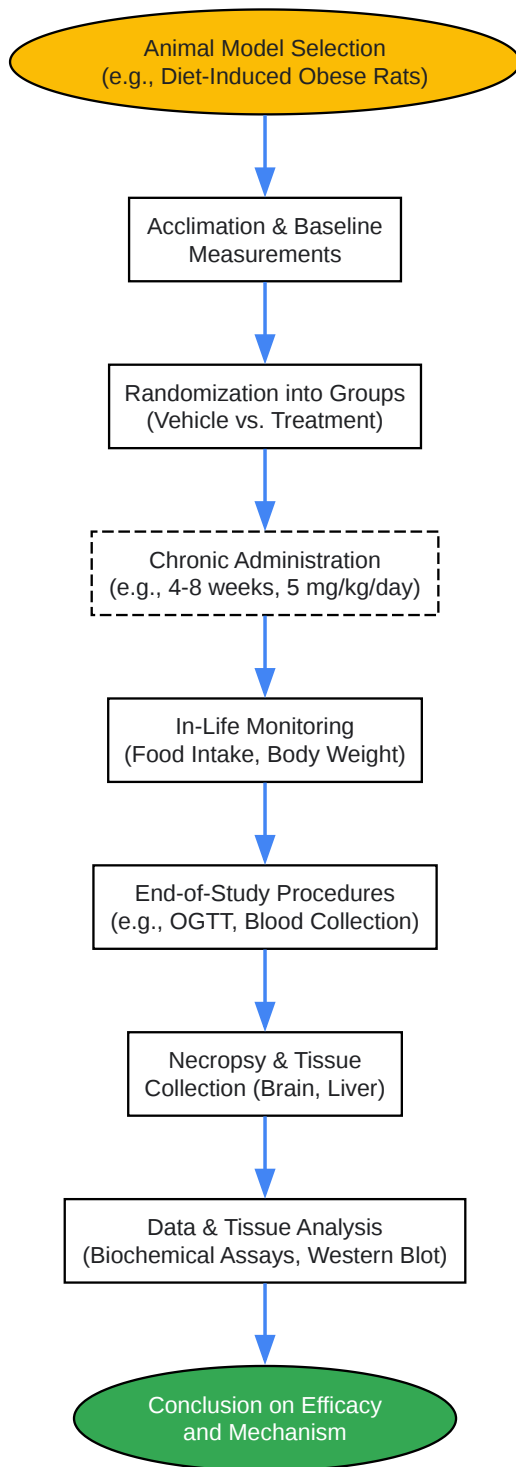 Animal Model Selection
(e.g., Diet-Induced Obese Rats)
Acclimation & Baseline
Measurements
Randomization into Groups
(Vehicle vs. Treatment)
Chronic Administration
(e.g., 4-8 weeks, 5 mg/kg/day)
In-Life Monitoring
(Food Intake, Body Weight)
End-of-Study Procedures
(e.g., OGTT, Blood Collection)
Necropsy & Tissue
Collection (Brain, Liver)
Data & Tissue Analysis
(Biochemical Assays, Western Blot)
Conclusion on Efficacy
and Mechanism